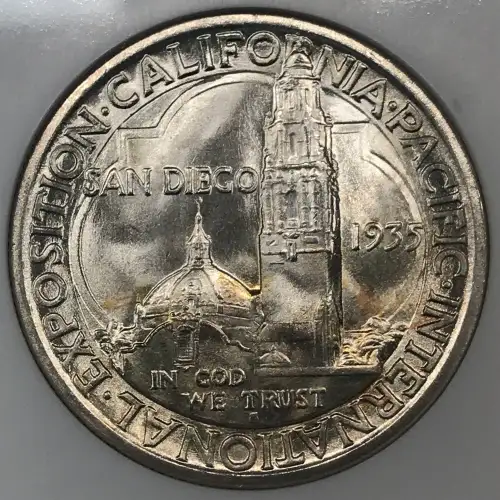 CALIFORNIA · PACIFIC · INTERNATIONAL · EXPOSITION ·
SAN DIEGO
1935
IN GOD
WE TRUST